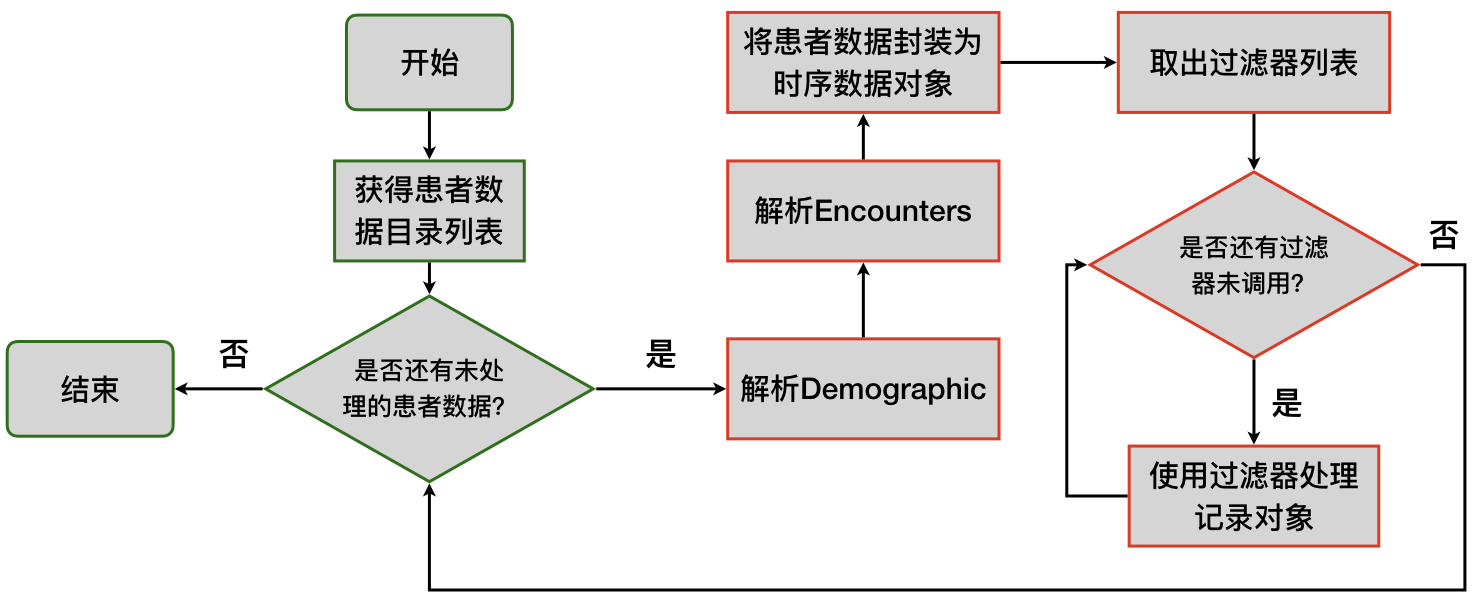 开始
获得患者数
据目录列表
是否还有未处
理的患者数据?
否
结束
是
解析Demographic
解析Encounters
将患者数据封装为
时序数据对象
取出过滤器列表
是否还有过滤
器未调用?
否
是
使用过滤器处理
记录对象